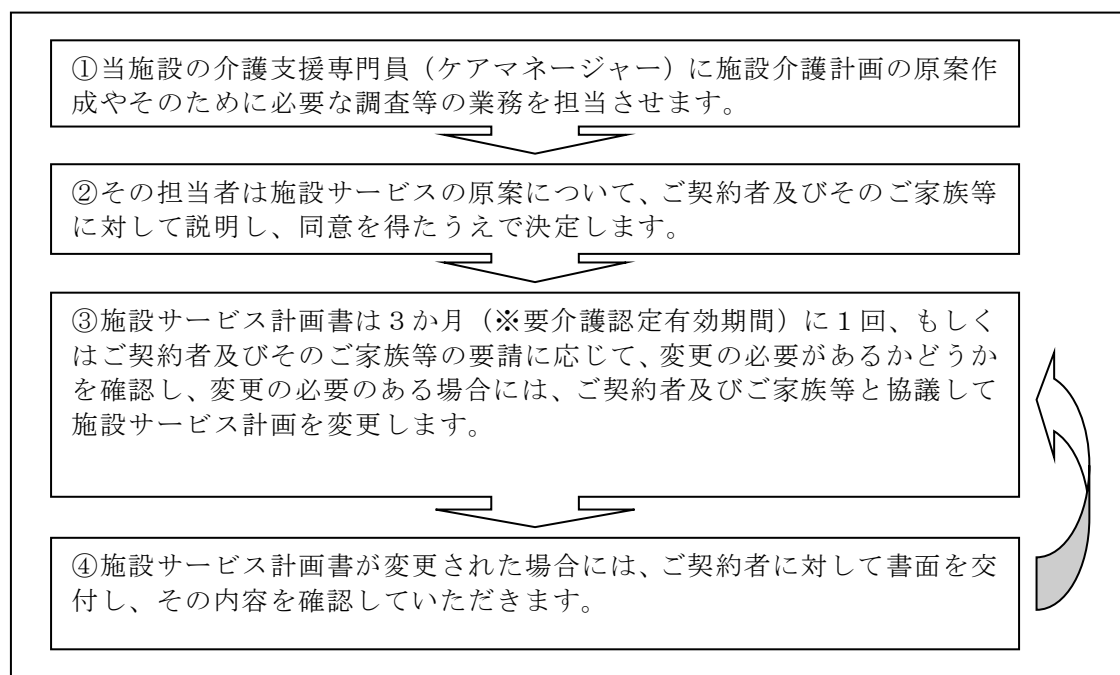 ①当施設の介護支援専門員（ケアマネージャー）に施設介護計画の原案作
成やそのために必要な調査等の業務を担当させます。
②その担当者は施設サービスの原案について、ご契約者及びそのご家族等
に対して説明し、同意を得たうえで決定します。
③施設サービス計画書は３か月（※要介護認定有効期間）に１回、もしく
はご契約者及びそのご家族等の要請に応じて、変更の必要があるかどうか
を確認し、変更の必要のある場合には、ご契約者及びご家族等と協議して
施設サービス計画を変更します。
④施設サービス計画書が変更された場合には、ご契約者に対して書面を交
付し、その内容を確認していただきます。